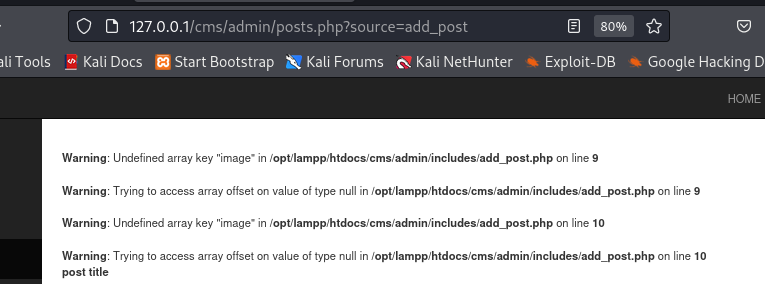 127.0.0.1/cms/admin/posts.php?source=add_post
80%
ali Tools
Kali Docs
Start Bootstrap
Kali Forums
Kali NetHunter
Exploit-DB
Google Hacking D
HOME
Warning: Undefined array key "image" in /opt/lampp/htdocs/cms/admin/includes/add_post.php on line 9
Warning: Trying to access array offset on value of type null in /opt/lampp/htdocs/cms/admin/includes/add_post.php on line 9
Warning: Undefined array key "image" in /opt/lampp/htdocs/cms/admin/includes/add_post.php on line 10
Warning: Trying to access array offset on value of type null in /opt/lampp/htdocs/cms/admin/includes/add_post.php on line 10
post title